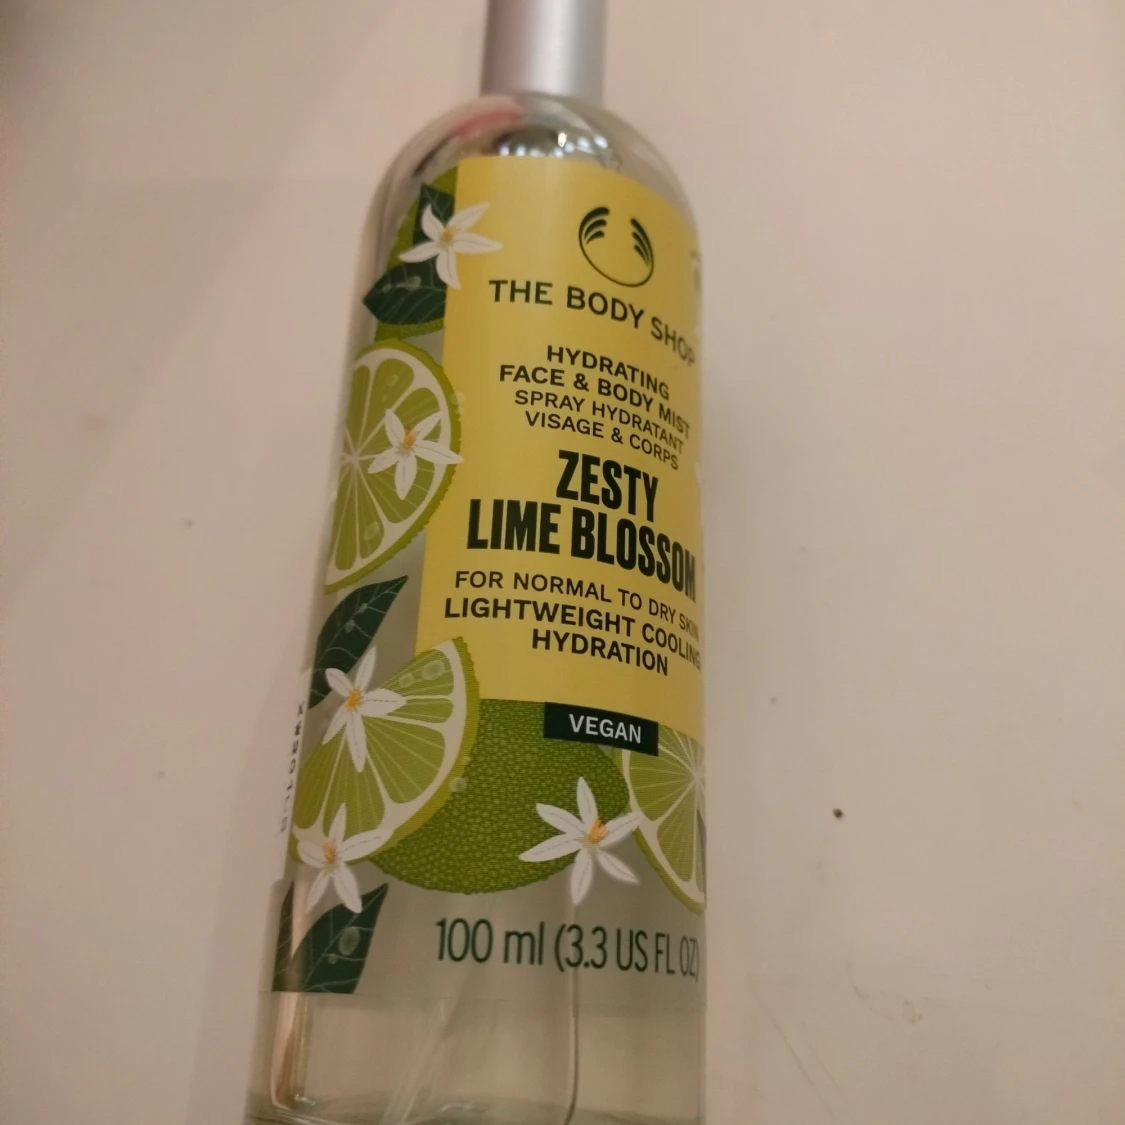 THE BODY SHOP
HYDRATING
FACE & BODY MIST
SPRAY HYDRATANT
VISAGE & CORPS
ZESTY
LIME BLOSSOM
FOR NORMAL TO DRY SKIN
LIGHTWEIGHT COOLING
HYDRATION
VEGAN
100 ml (3.3 US FL OZ)